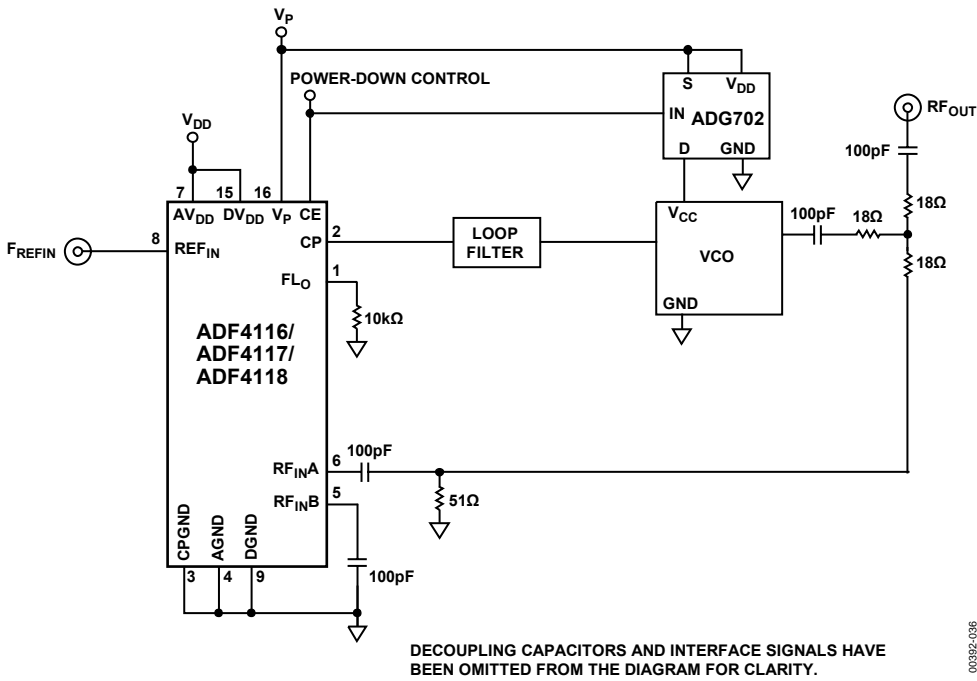 VP
POWER-DOWN CONTROL
S VDD
IN ADG702
D GND
RFOUT
100pF
18Ω
VDD
7 15 16
AVDD DVDD VP CE
FREFIN
8 REFIN
CP 2
LOOP
FILTER
VCC
VCO
GND
100pF 18Ω
18Ω
FLO 1
10kΩ
ADF4116/
ADF4117/
ADF4118
RFINA 6
100pF
51Ω
RFINB 5
100pF
CPGND AGND DGND
3 4 9
DECOUPLING CAPACITORS AND INTERFACE SIGNALS HAVE
BEEN OMITTED FROM THE DIAGRAM FOR CLARITY.
00392-036